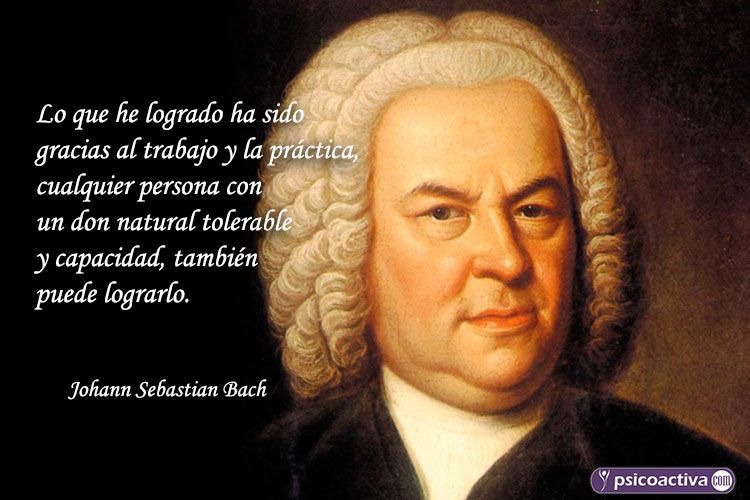 Lo que he logrado ha sido
gracias al trabajo y la práctica,
cualquier persona con
un don natural tolerable
y capacidad, también
puede lograrlo.
Johann Sebastian Bach
psicoactiva.com